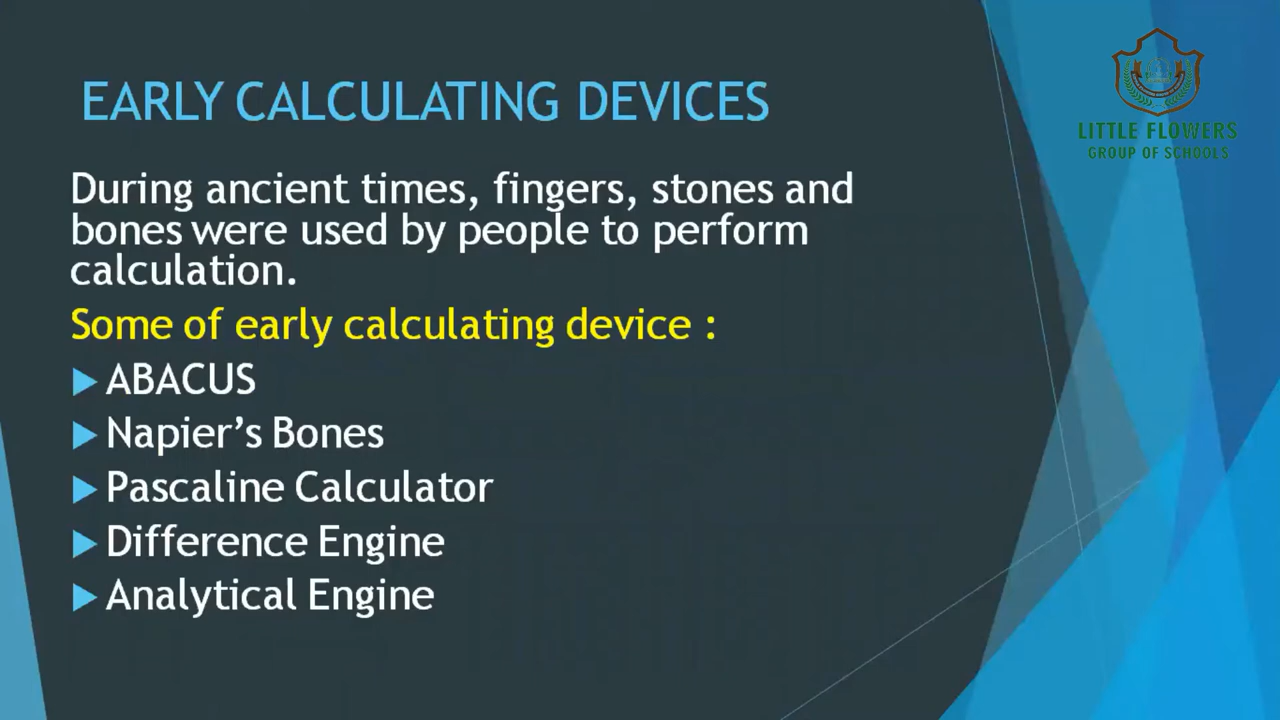 EARLY CALCULATING DEVICES
LITTLE FLOWERS
GROUP OF SCHOOLS
During ancient times, fingers, stones and
bones were used by people to perform
calculation.
Some of early calculating device :
ABACUS
Napier’s Bones
Pascaline Calculator
Difference Engine
Analytical Engine